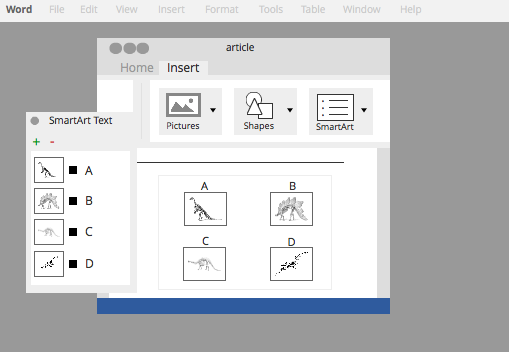 Word File Edit View Insert Format Tools Table Window Help
article
Home Insert
Pictures Shapes SmartArt
SmartArt Text
+ -
A
B
C
D
A B
C D